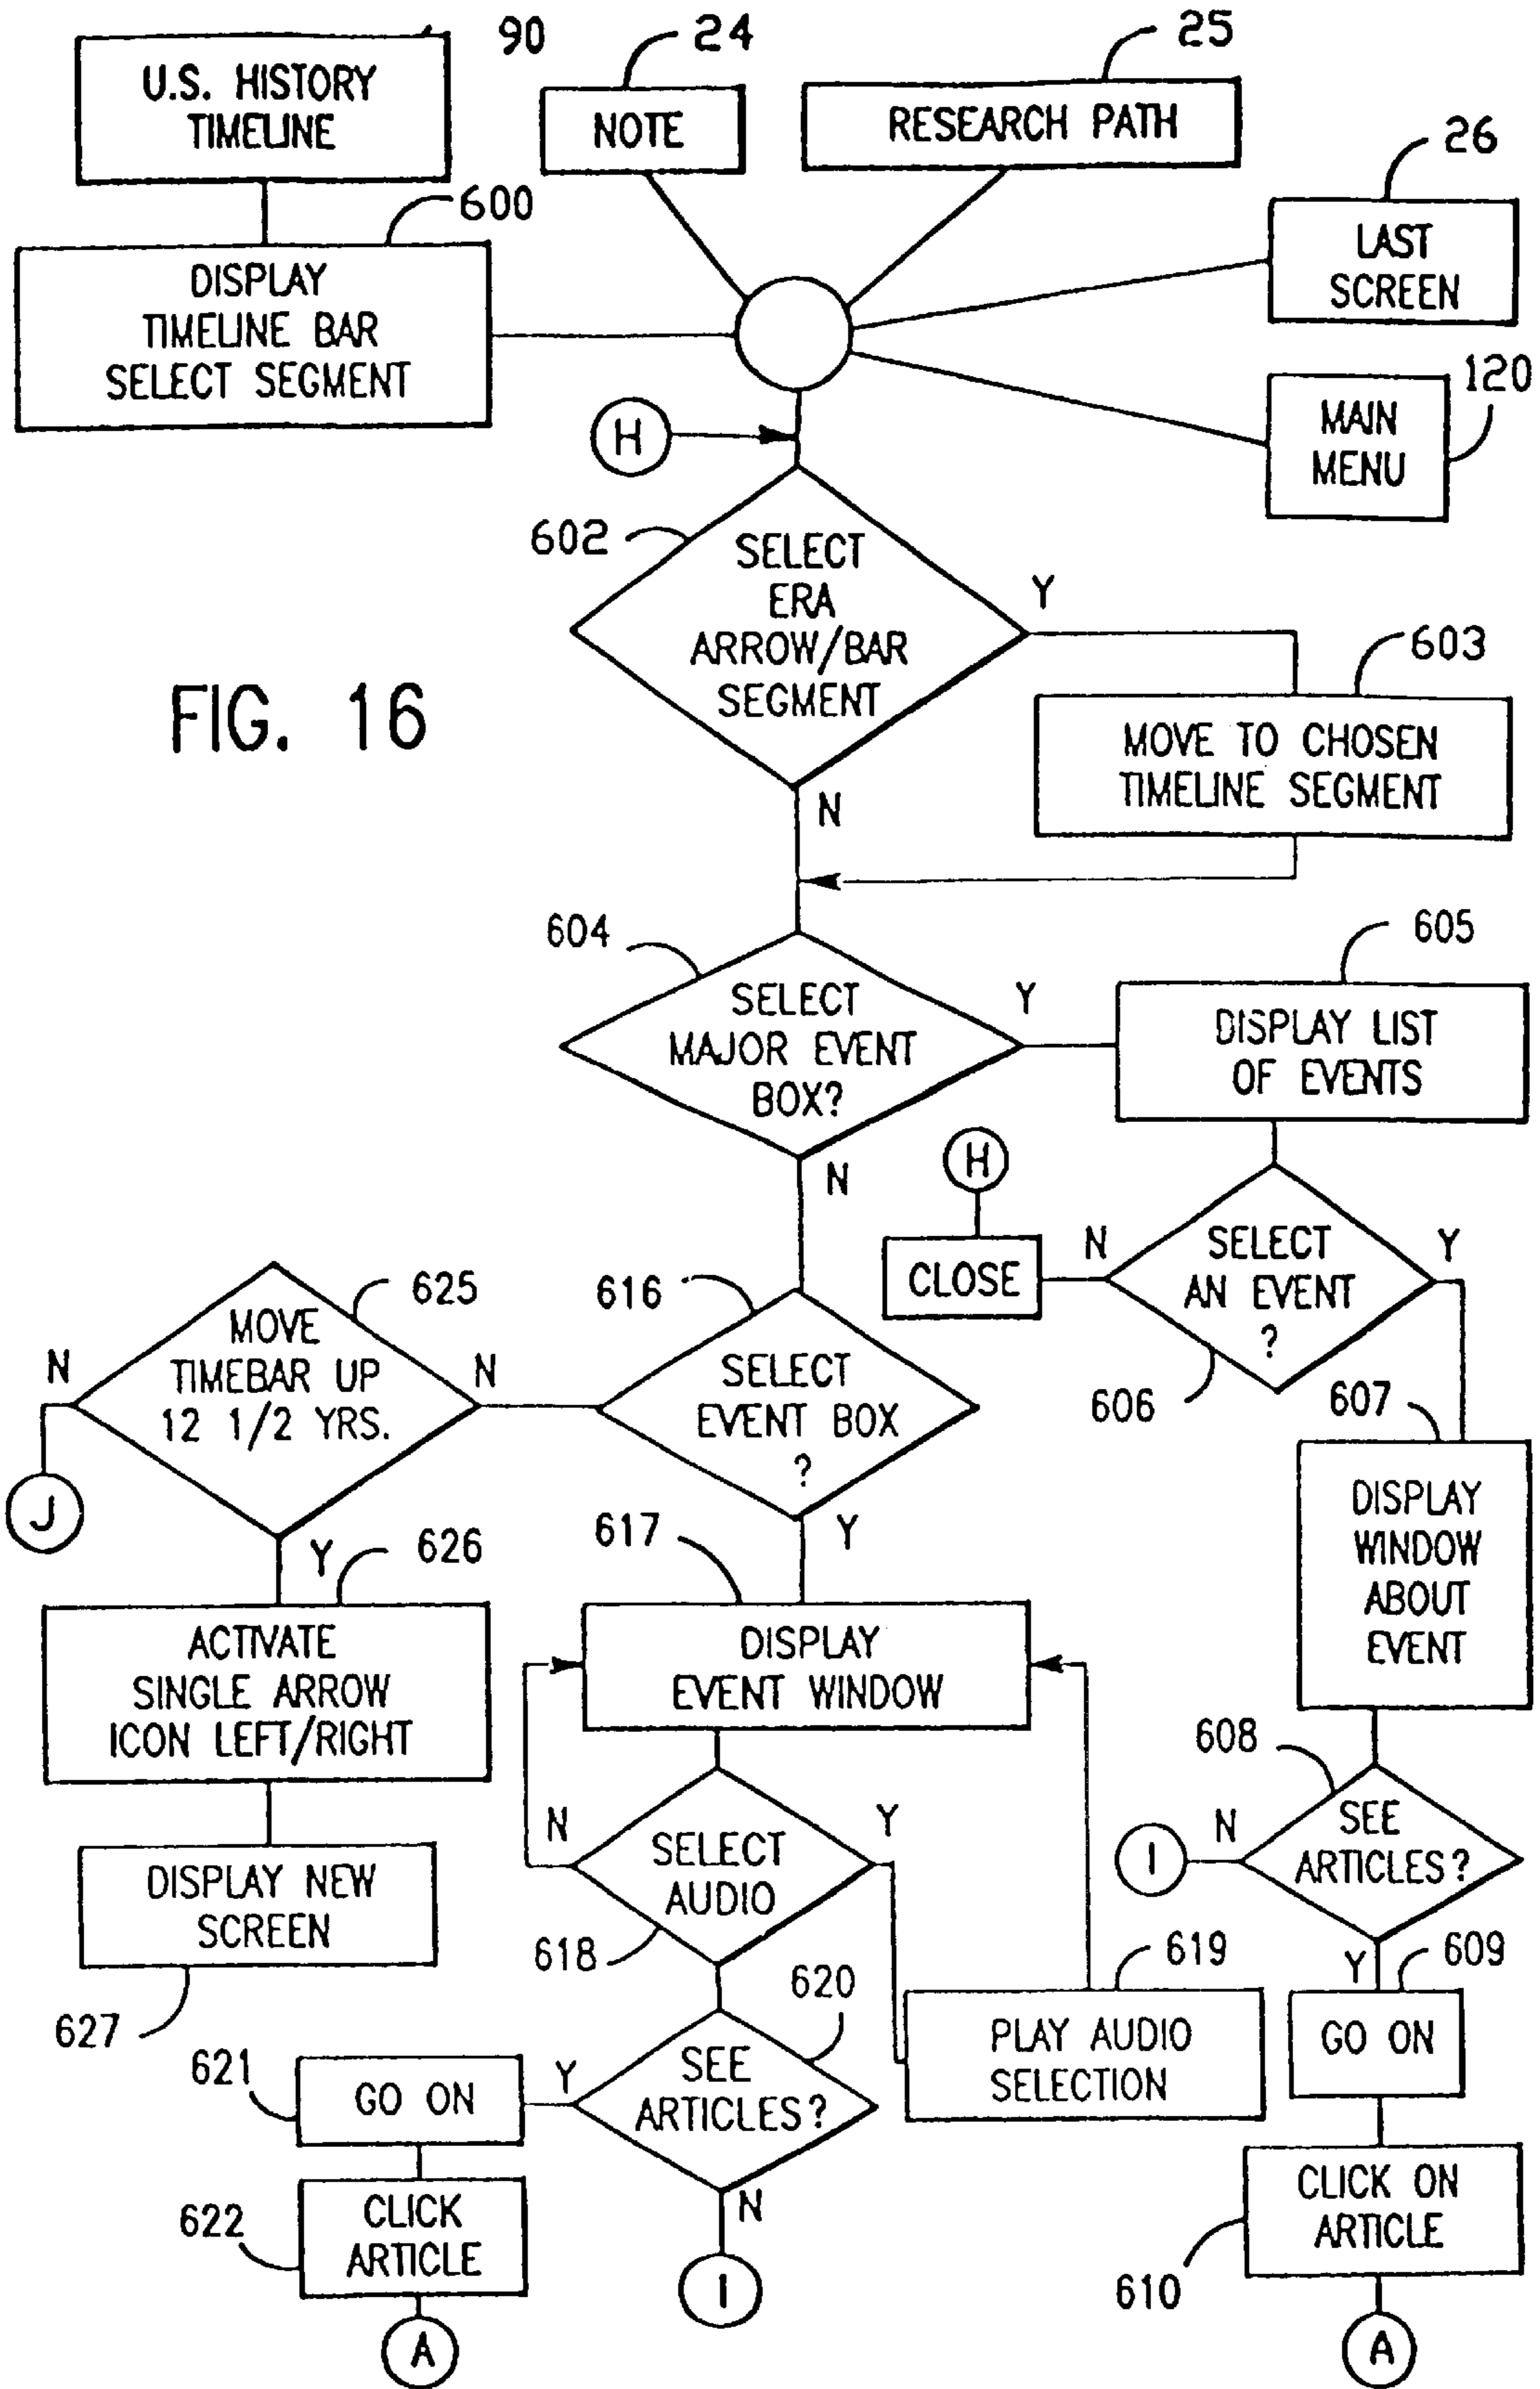 90
U.S. HISTORY
TIMELINE
24
NOTE
25
RESEARCH PATH
26
LAST
SCREEN
600
DISPLAY
TIMELINE BAR
SELECT SEGMENT
120
MAIN
MENU
H
602
SELECT
ERA
ARROW/BAR
SEGMENT
Y
N
603
MOVE TO CHOSEN
TIMELINE SEGMENT
FIG. 16
604
SELECT
MAJOR EVENT
BOX?
Y
N
605
DISPLAY LIST
OF EVENTS
H
CLOSE
N
SELECT
AN EVENT
?
Y
606
607
DISPLAY
WINDOW
ABOUT
EVENT
616
SELECT
EVENT BOX
?
N
Y
625
MOVE
TIMEBAR UP
12 1/2 YRS.
N
J
Y
626
ACTIVATE
SINGLE ARROW
ICON LEFT/RIGHT
DISPLAY NEW
SCREEN
627
617
DISPLAY
EVENT WINDOW
N
SELECT
AUDIO
Y
618
619
PLAY AUDIO
SELECTION
620
SEE
ARTICLES?
Y
N
I
621
GO ON
622
CLICK
ARTICLE
A
608
SEE
ARTICLES?
N
I
Y
609
GO ON
CLICK ON
ARTICLE
610
A